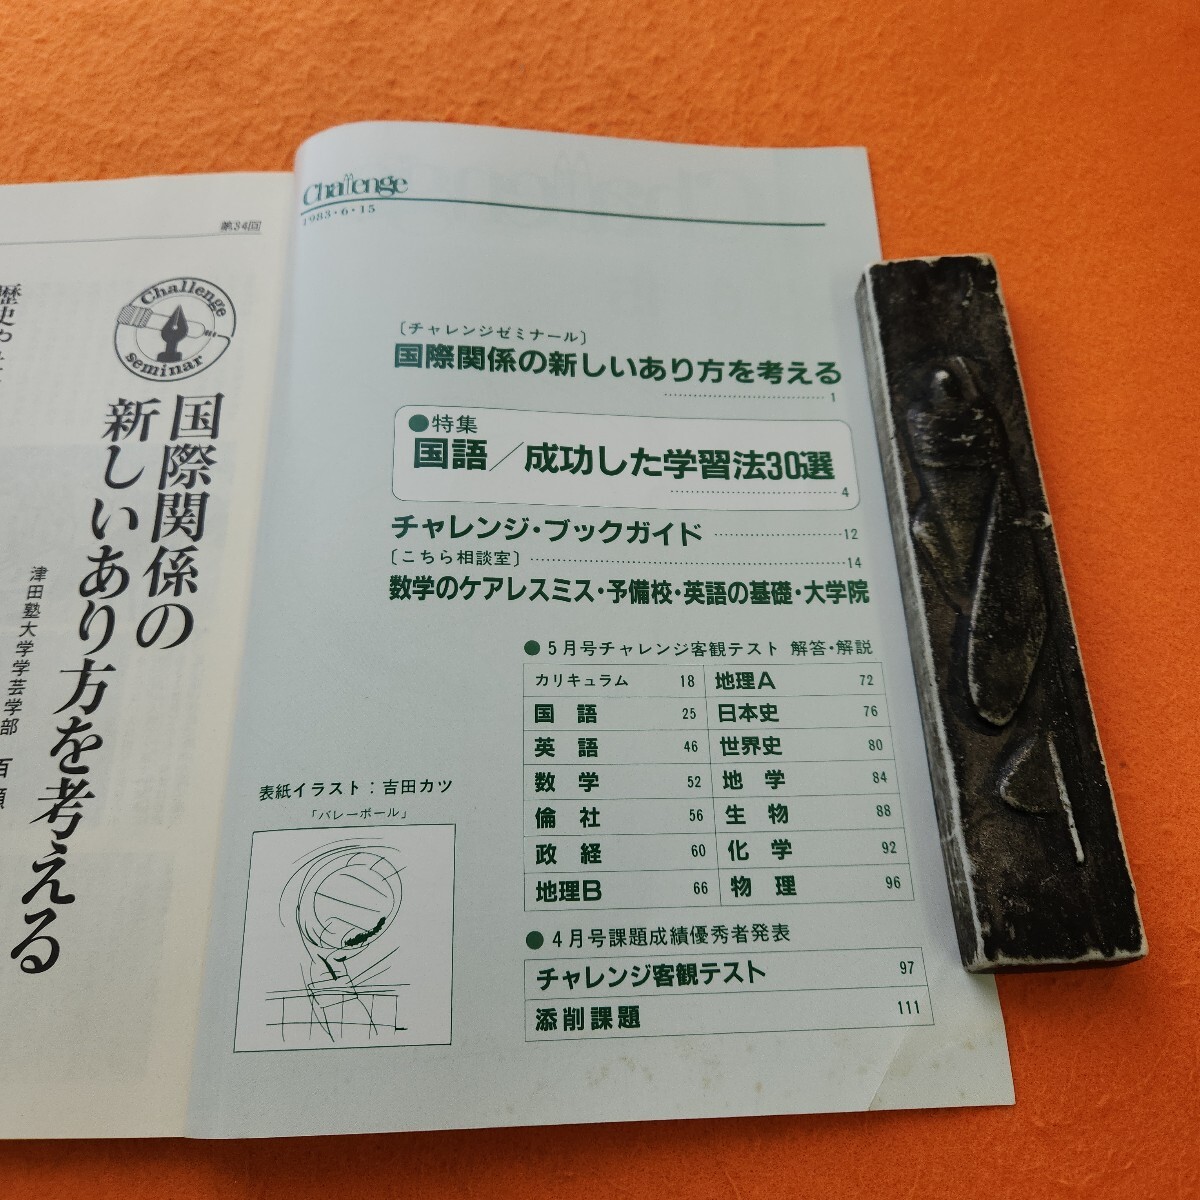 Challenge
1983・6・15
〔チャレンジゼミナール〕
国際関係の新しいあり方を考える
1
●特集
国語／成功した学習法30選
4
チャレンジ・ブックガイド 12
〔こちら相談室〕 14
数学のケアレスミス・予備校・英語の基礎・大学院
●5月号チャレンジ客観テスト 解答・解説
カリキュラム 18 地理A 72
国語 25 日本史 76
英語 46 世界史 80
数学 52 地学 84
倫社 56 生物 88
政経 60 化学 92
地理B 66 物理 96
●4月号課題成績優秀者発表
チャレンジ客観テスト 97
添削課題 111
表紙イラスト：吉田カツ
「バレーボール」
第34回
Challenge
seminar
国際関係の
新しいあり方を考える
津田塾大学学芸学部 百瀬
歴史